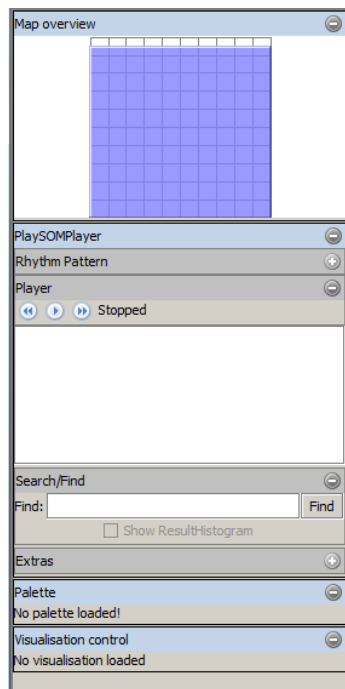 Map overview
PlaySOMPlayer
Rhythm Pattern
Player
Stopped
Search/Find
Find: Find
Show ResultHistogram
Extras
Palette
No palette loaded!
Visualisation control
No visualisation loaded